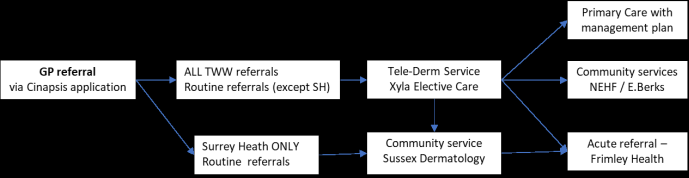 GP referral
via Cinapsis application
ALL TWW referrals
Routine referrals (except SH)
Surrey Heath ONLY
Routine referrals
Tele-Derm Service
Xyla Elective Care
Community service
Sussex Dermatology
Primary Care with
management plan
Community services
NEHF / E.Berks
Acute referral –
Frimley Health